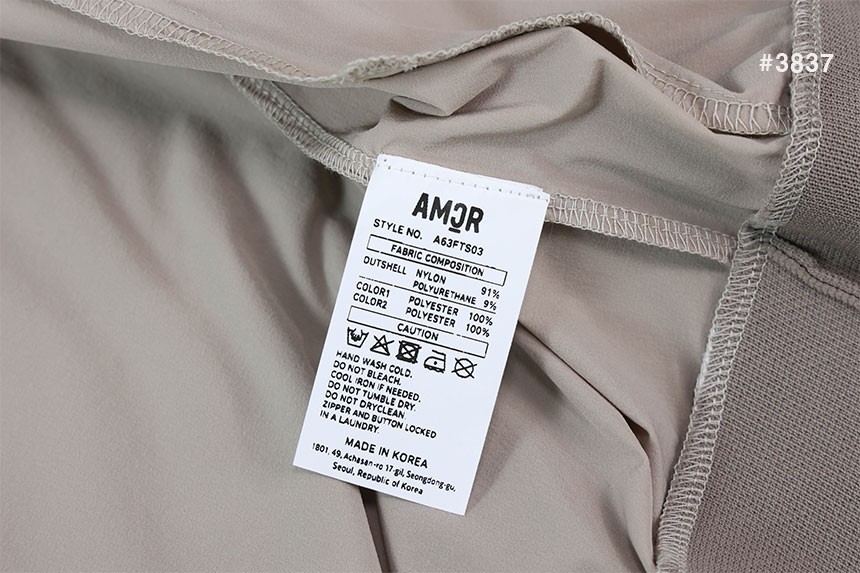 #3837
AMOR
STYLE NO. A63FTS03
FABRIC COMPOSITION
OUTSHELL NYLON 91%
POLYURETHANE 9%
COLOR1 POLYESTER 100%
COLOR2 POLYESTER 100%
CAUTION
HAND WASH COLD.
DO NOT BLEACH.
COOL IRON IF NEEDED.
DO NOT TUMBLE DRY.
DO NOT DRYCLEAN
ZIPPER AND BUTTON LOCKED
IN A LAUNDRY.
MADE IN KOREA
1801, 49, Achasan-ro 17-gil, Seongdong-gu,
Seoul, Republic of Korea